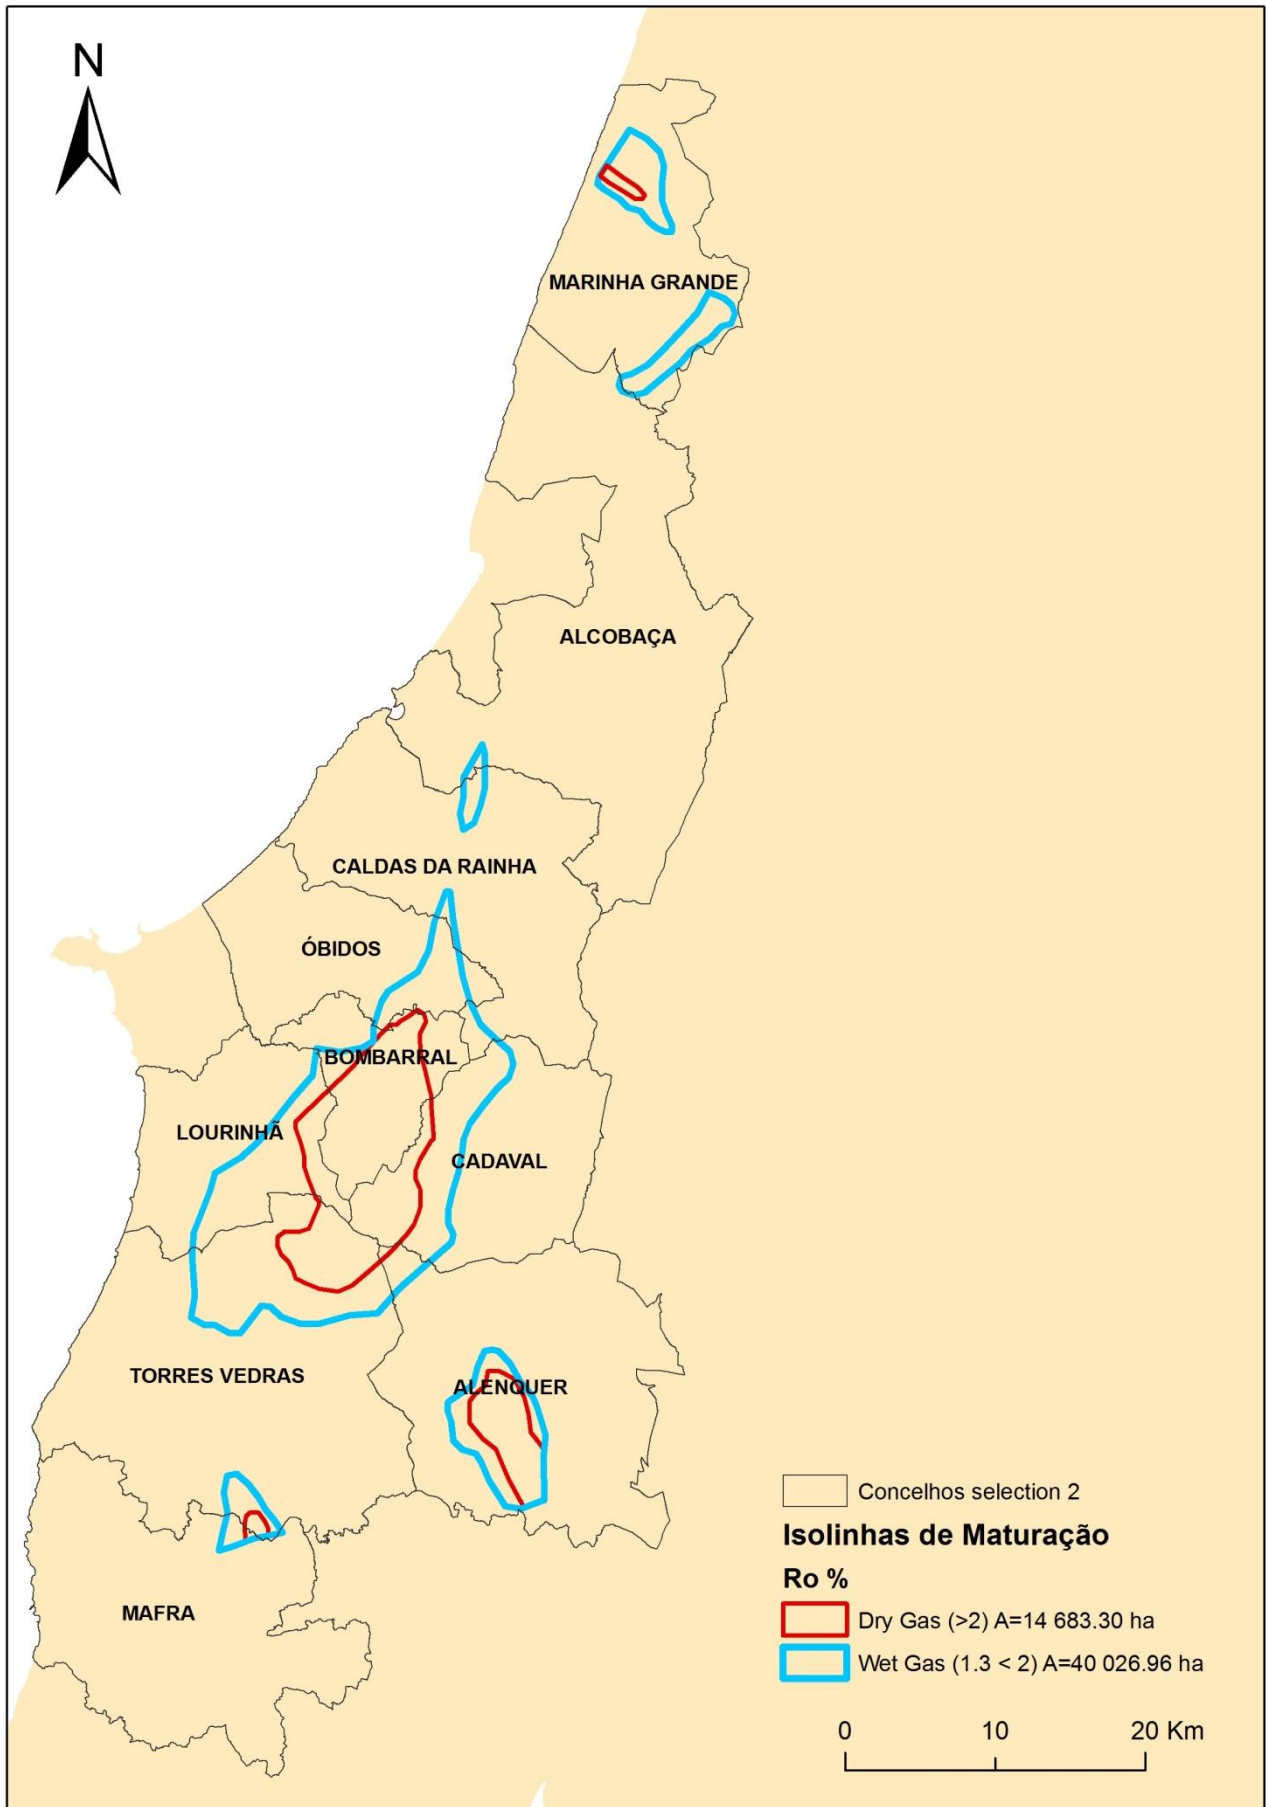 N
MARINHA GRANDE
ALCOBAÇA
CALDAS DA RAINHA
ÓBIDOS
BOMBARRAL
LOURINHÃ
CADAVAL
TORRES VEDRAS
ALENQUER
MAFRA
Concelhos selection 2
Isolinhas de Maturação
Ro %
Dry Gas (>2) A=14 683.30 ha
Wet Gas (1.3 < 2) A=40 026.96 ha
0 10 20 Km